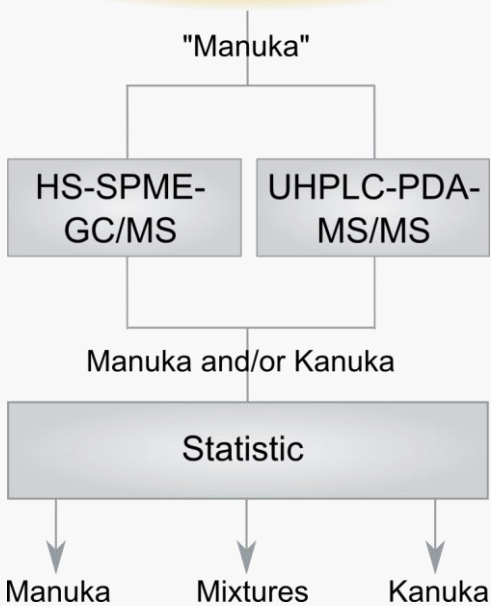 "Manuka"
HS-SPME-
GC/MS
UHPLC-PDA-
MS/MS
Manuka and/or Kanuka
Statistic
Manuka
Mixtures
Kanuka